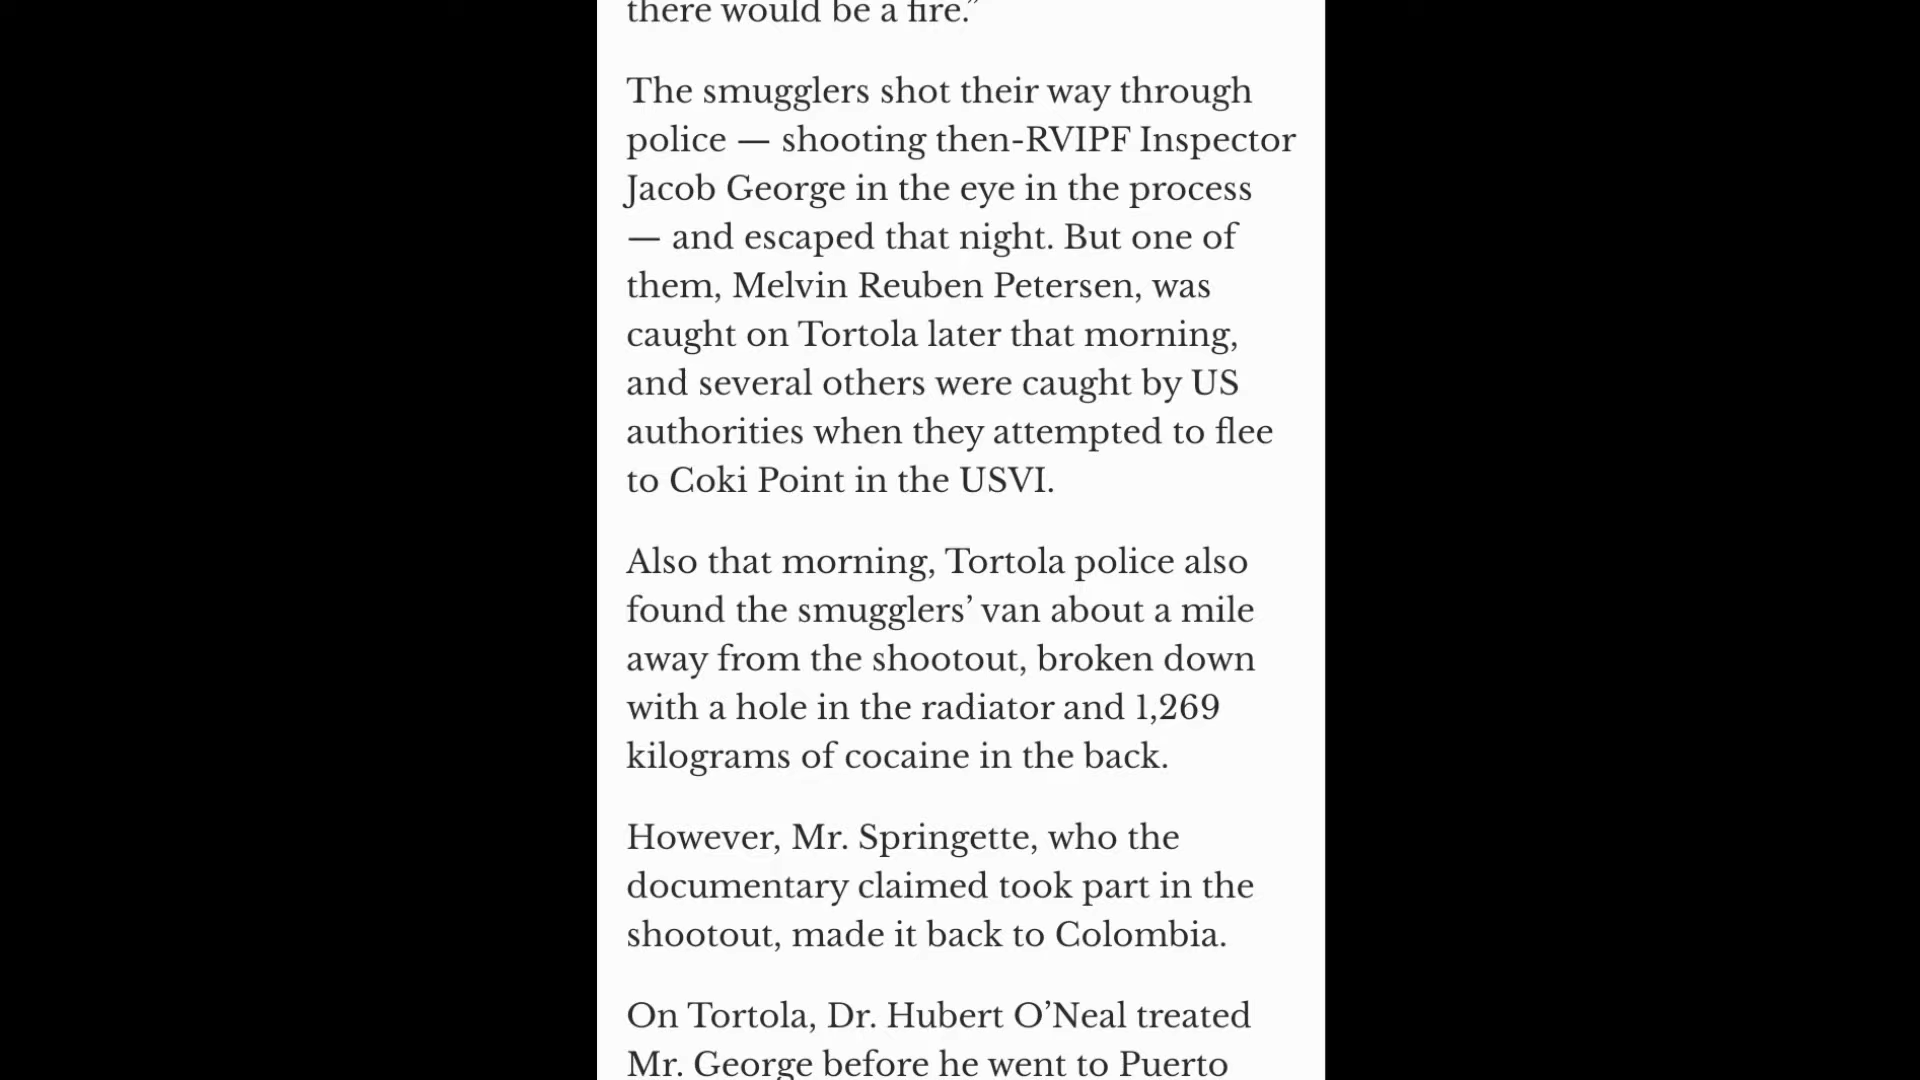 there would be a fire.”
The smugglers shot their way through
police — shooting then-RVIPF Inspector
Jacob George in the eye in the process
— and escaped that night. But one of
them, Melvin Reuben Petersen, was
caught on Tortola later that morning,
and several others were caught by US
authorities when they attempted to flee
to Coki Point in the USVI.
Also that morning, Tortola police also
found the smugglers’ van about a mile
away from the shootout, broken down
with a hole in the radiator and 1,269
kilograms of cocaine in the back.
However, Mr. Springette, who the
documentary claimed took part in the
shootout, made it back to Colombia.
On Tortola, Dr. Hubert O’Neal treated
Mr. George before he went to Puerto